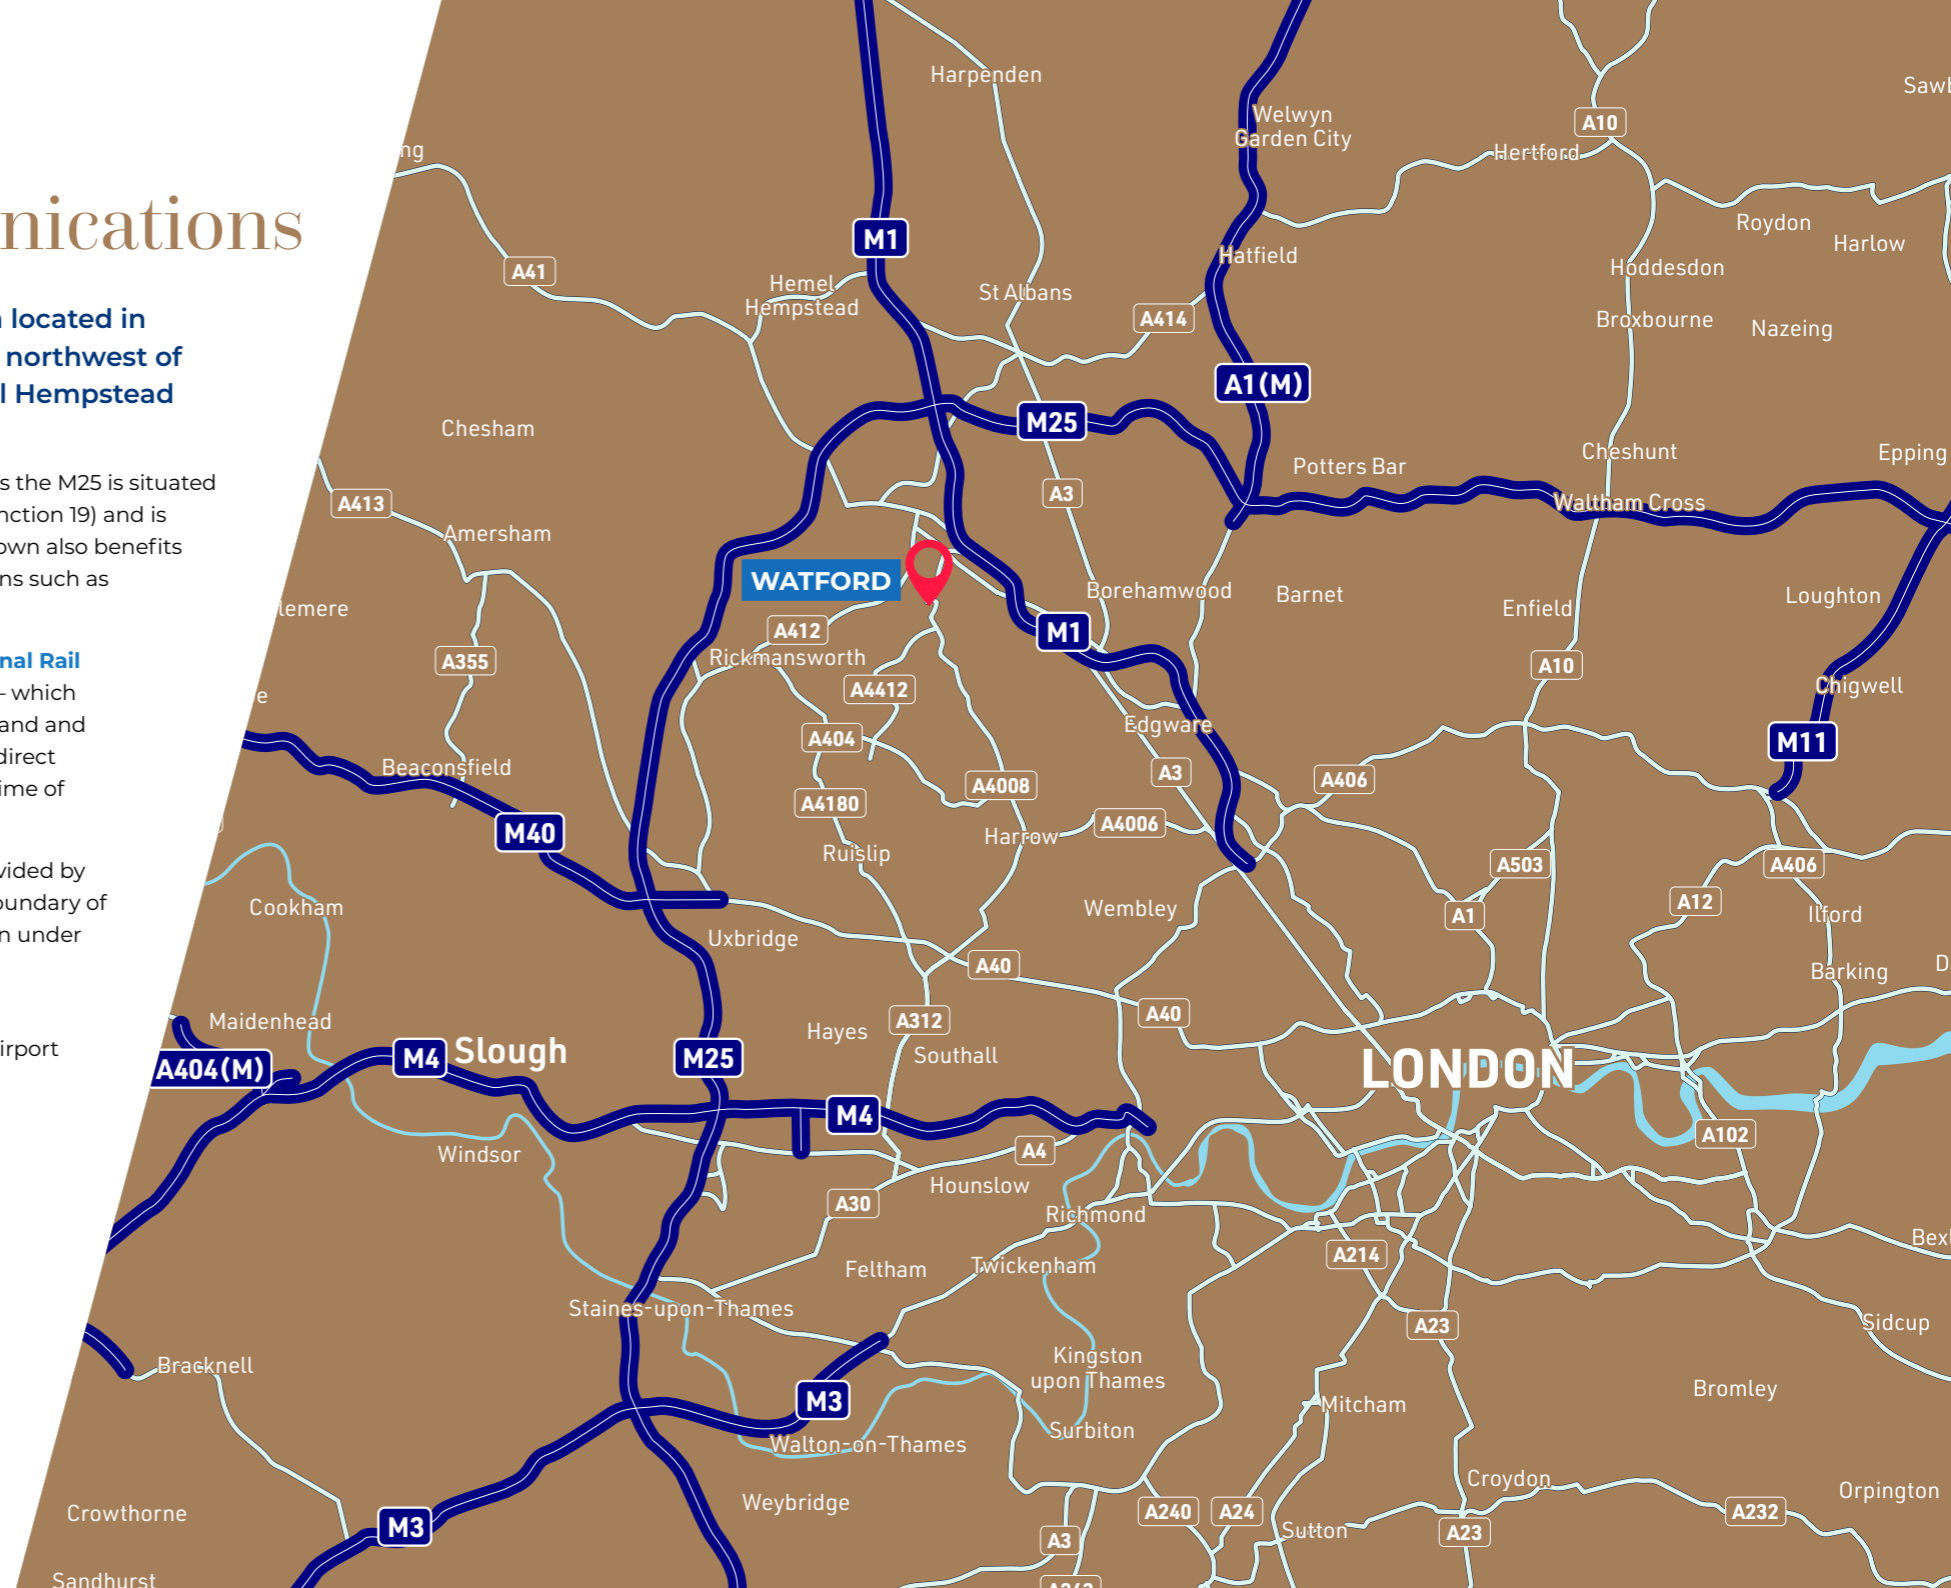 nications
located in
northwest of
Hempstead
s the M25 is situated
nction 19) and is
own also benefits
ns such as
nal Rail
– which
and and
direct
ime of
vided by
oundary of
n under
irport
Harpenden
Welwyn
Garden City
A10
Hertford
Roydon
Harlow
M1
A41
Hemel
Hempstead
St Albans
Hatfield
Hoddesdon
A414
Broxbourne
Nazeing
A1(M)
Chesham
M25
Potters Bar
Cheshunt
Epping
A413
A3
Waltham Cross
Amersham
WATFORD
Borehamwood
Barnet
Enfield
Loughton
lemere
A412
M1
A355
Rickmansworth
A10
A4412
Chigwell
Edgware
A404
M11
Beaconsfield
A3
A406
A4008
A4180
M40
A4006
Harrow
Ruislip
A503
A406
Cookham
Wembley
A12
A1
Ilford
Uxbridge
A40
Barking
Maidenhead
A312
A40
Hayes
M4
Slough
M25
Southall
A404(M)
LONDON
M4
A102
Windsor
A4
Hounslow
A30
Richmond
Feltham
Twickenham
A214
Staines-upon-Thames
A23
Sidcup
Bracknell
Kingston
upon Thames
M3
Bromley
Mitcham
Walton-on-Thames
Surbiton
Croydon
Orpington
Weybridge
Crowthorne
M3
A240
A24
A232
Sutton
A23
A3
Sandhurst